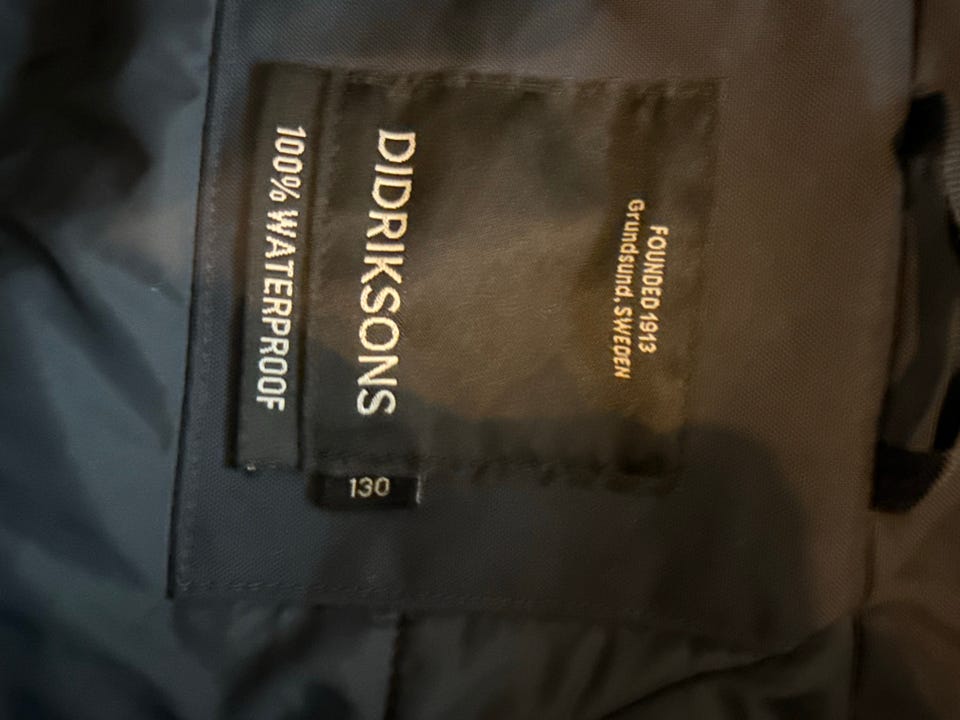 FOUNDED 1913
Grundsund, SWEDEN
DIDRIKSONS
100% WATERPROOF
130